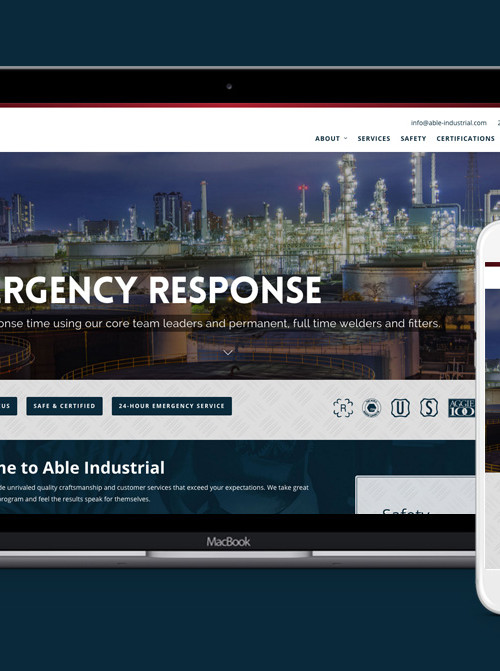 info@able-industrial.com 2
ABOUT SERVICES SAFETY CERTIFICATIONS
RGENCY RESPONSE
onse time using our core team leaders and permanent, full time welders and fitters.
US SAFE & CERTIFIED 24-HOUR EMERGENCY SERVICE
R U S AGGIE
100
ne to Able Industrial
de unrivaled quality craftsmanship and customer services that exceed your expectations. We take great
program and feel the results speak for themselves.
Safety
MacBook